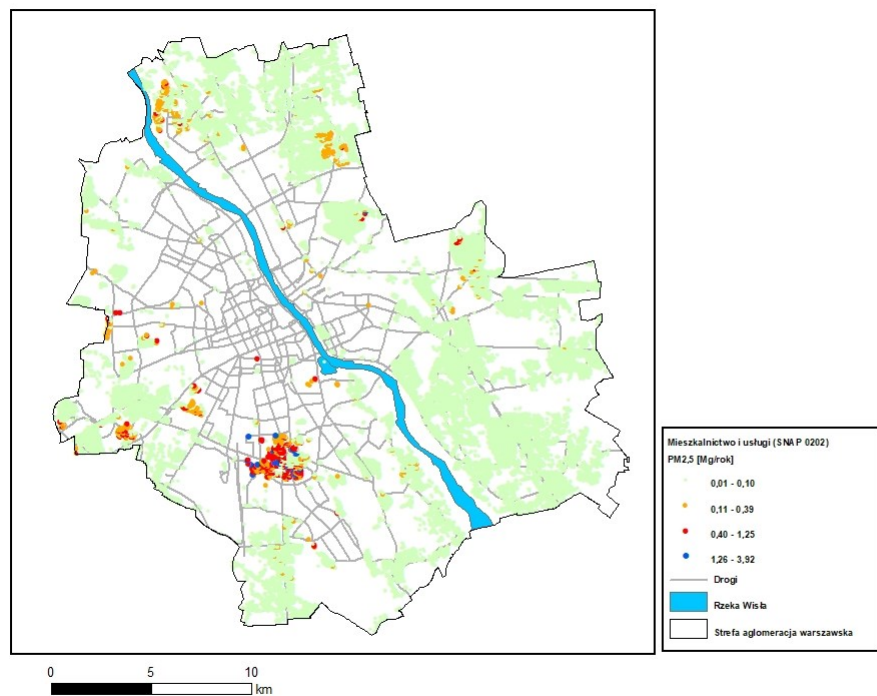 Mieszkalnictwo i usługi (SNAP 0202)
PM2,5 [Mg/rok]
0,01 - 0,10
0,11 - 0,39
0,40 - 1,25
1,26 - 3,92
Drogi
Rzeka Wisła
Strefa aglomeracja warszawska
0 5 10
km